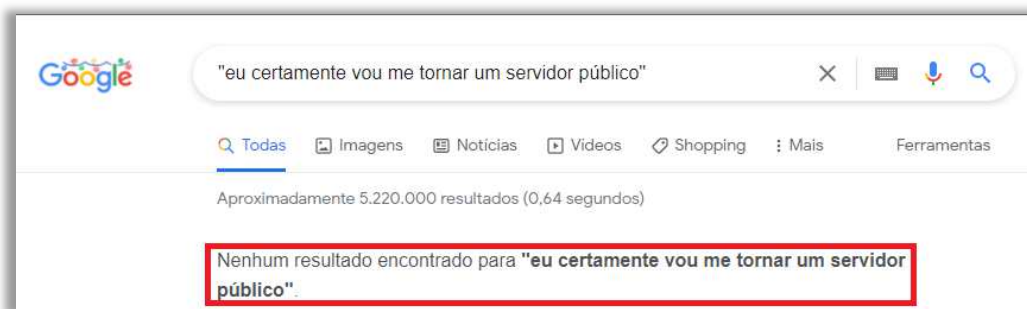 Google
"eu certamente vou me tornar um servidor público"
Todas Imagens Notícias Vídeos Shopping Mais Ferramentas
Aproximadamente 5.220.000 resultados (0,64 segundos)
Nenhum resultado encontrado para "eu certamente vou me tornar um servidor
público".